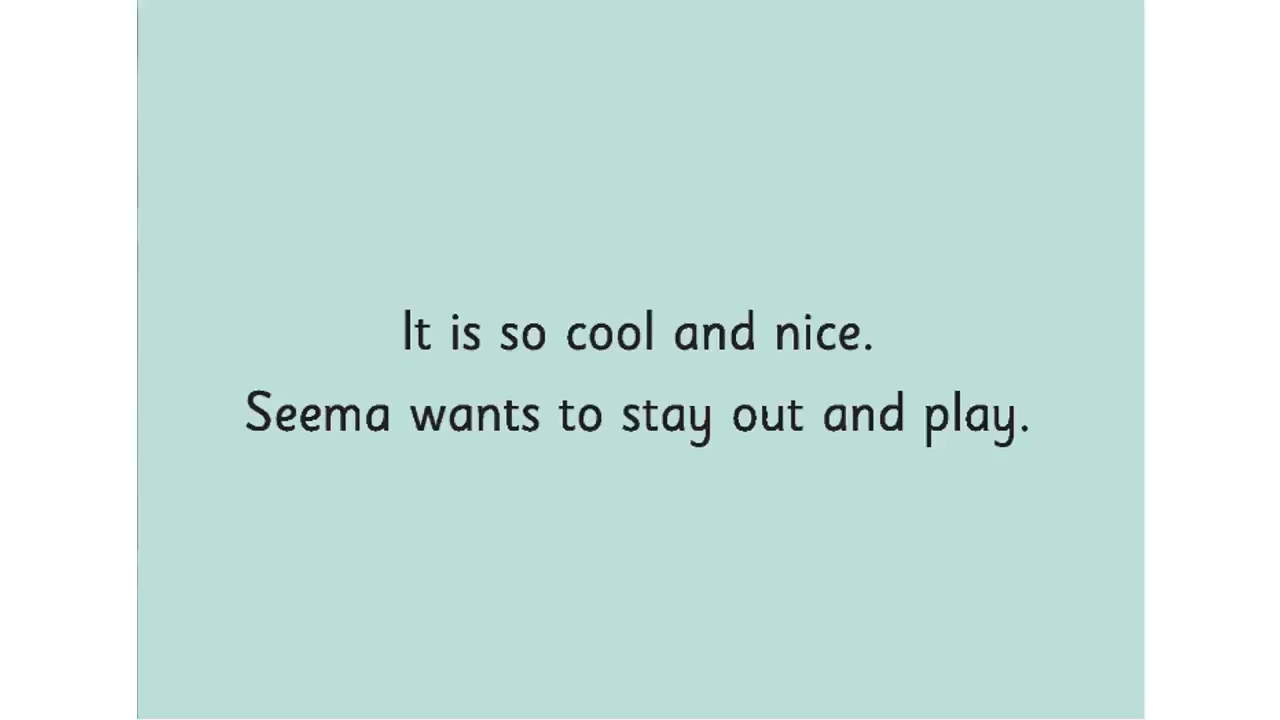 It is so cool and nice.
Seema wants to stay out and play.